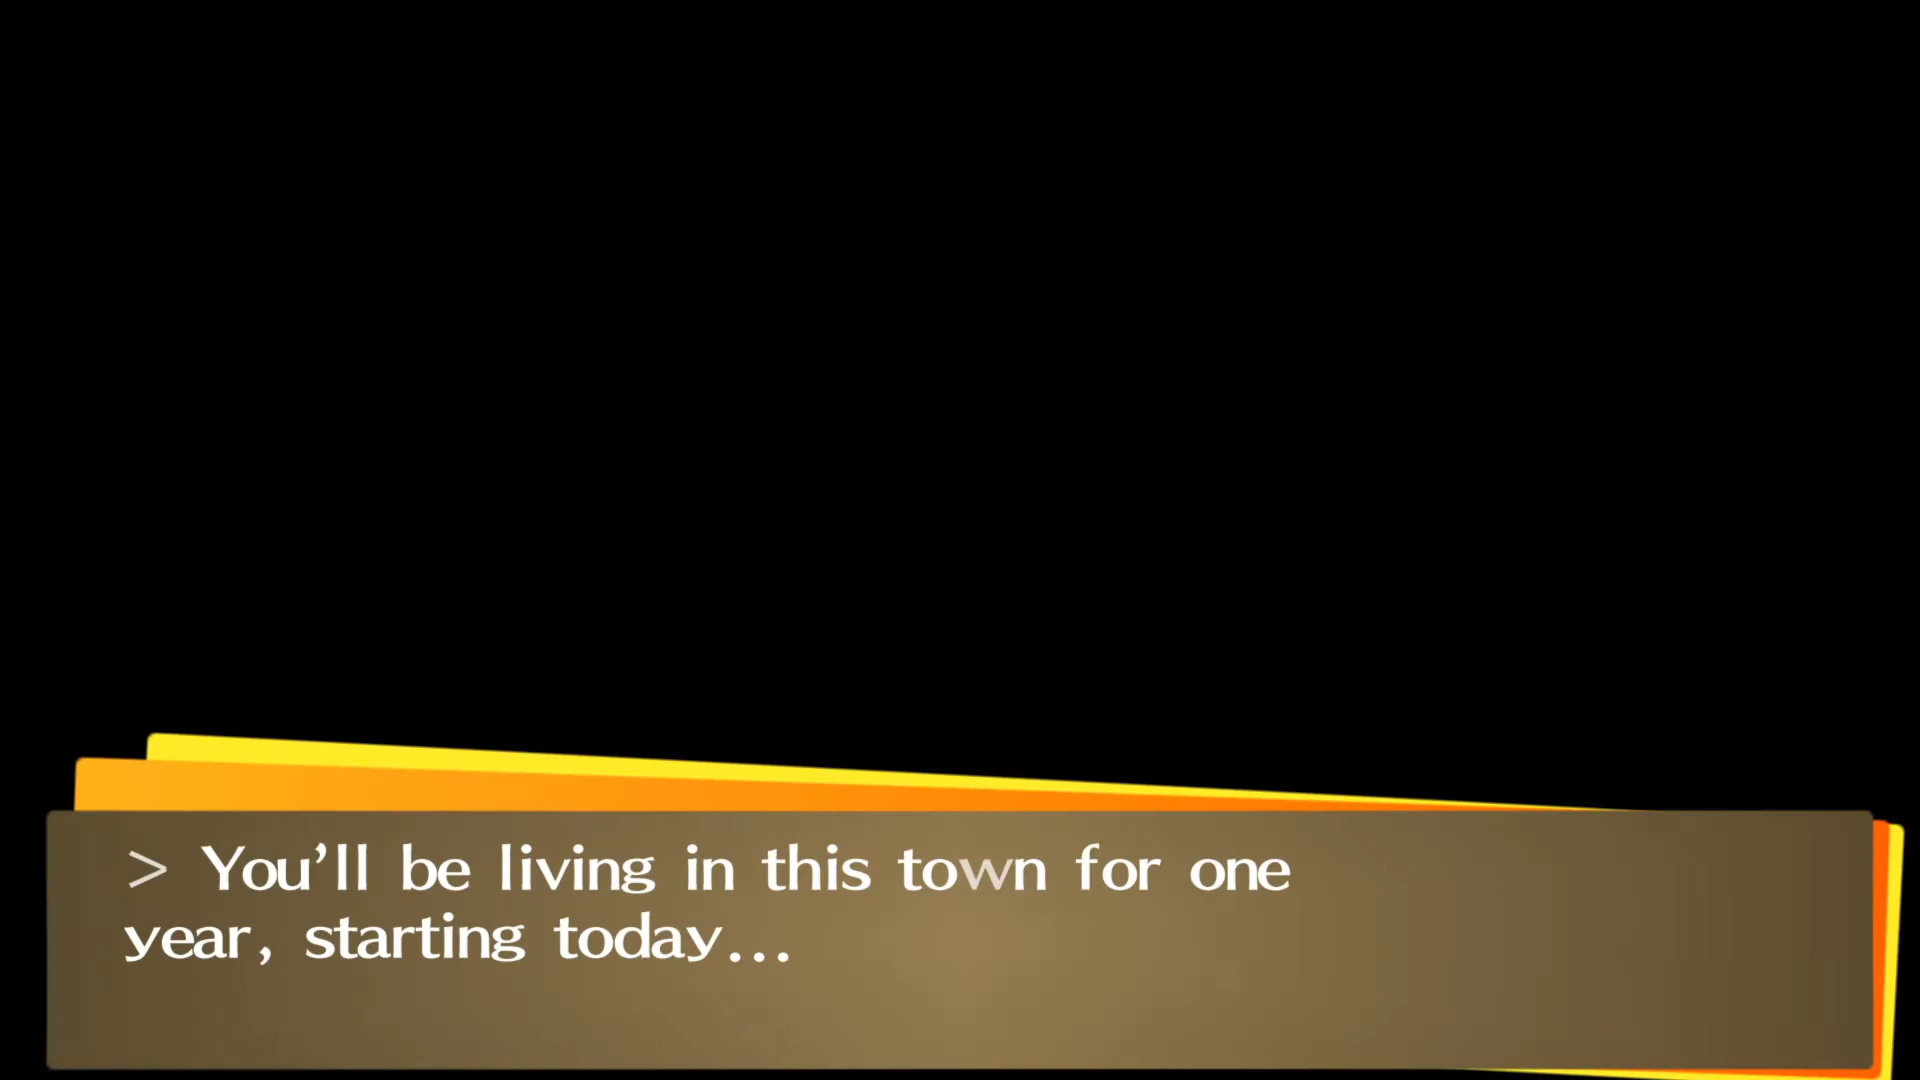 > You’ll be living in this town for one
year, starting today...